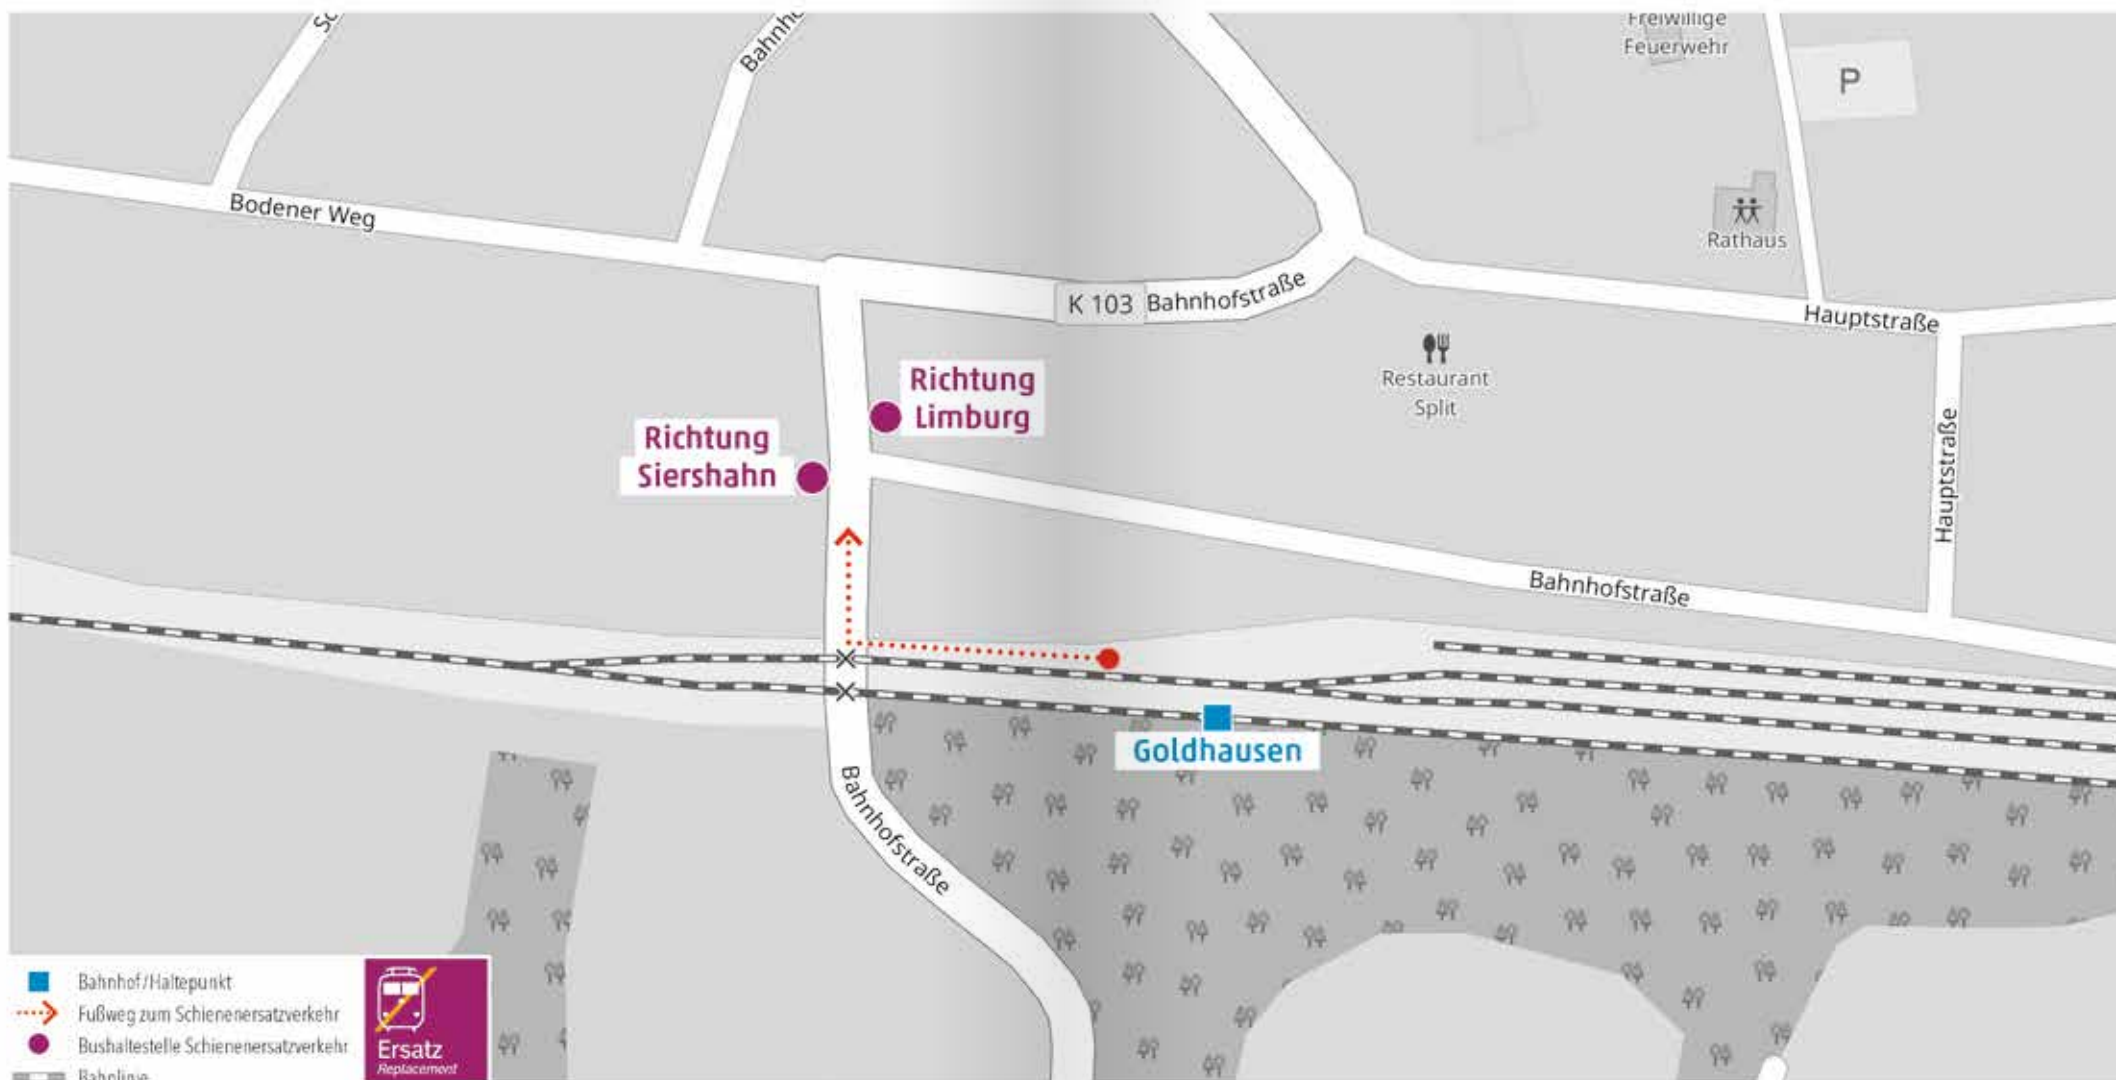 Freiwillige
Feuerwehr
P
Rathaus
Bodener Weg
K 103
Bahnhofstraße
Hauptstraße
Restaurant
Split
Richtung
Limburg
Richtung
Siershahn
Hauptstraße
Bahnhofstraße
Goldhausen
Bahnhofstraße
Bahnhof/Haltepunkt
Fußweg zum Schienenersatzverkehr
Bushaltestelle Schienenersatzverkehr
Bahnlinie
Ersatz
Replacement